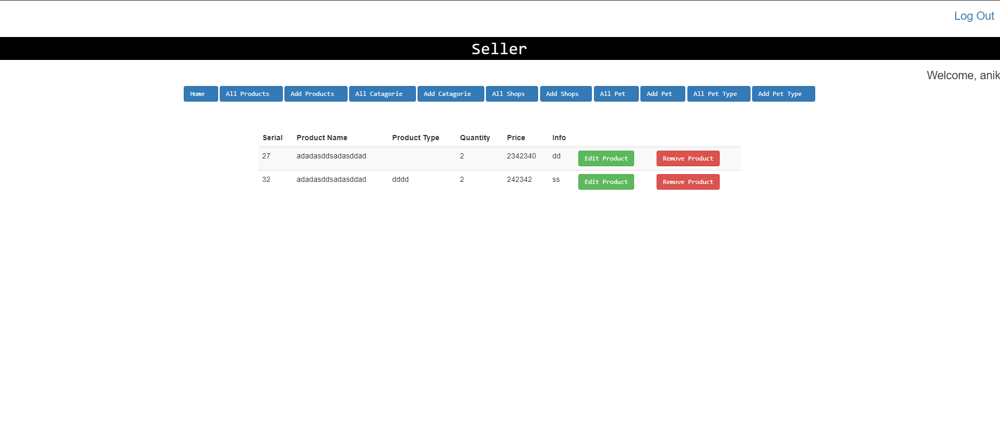 Log Out
Seller
Welcome, anik
Home All Products Add Products All Catagorie Add Catagorie All Shops Add Shops All Pet Add Pet All Pet Type Add Pet Type
Serial Product Name Product Type Quantity Price Info
27 adadasddsadasddad 2 2342340 dd Edit Product Remove Product
32 adadasddsadasddad dddd 2 242342 ss Edit Product Remove Product